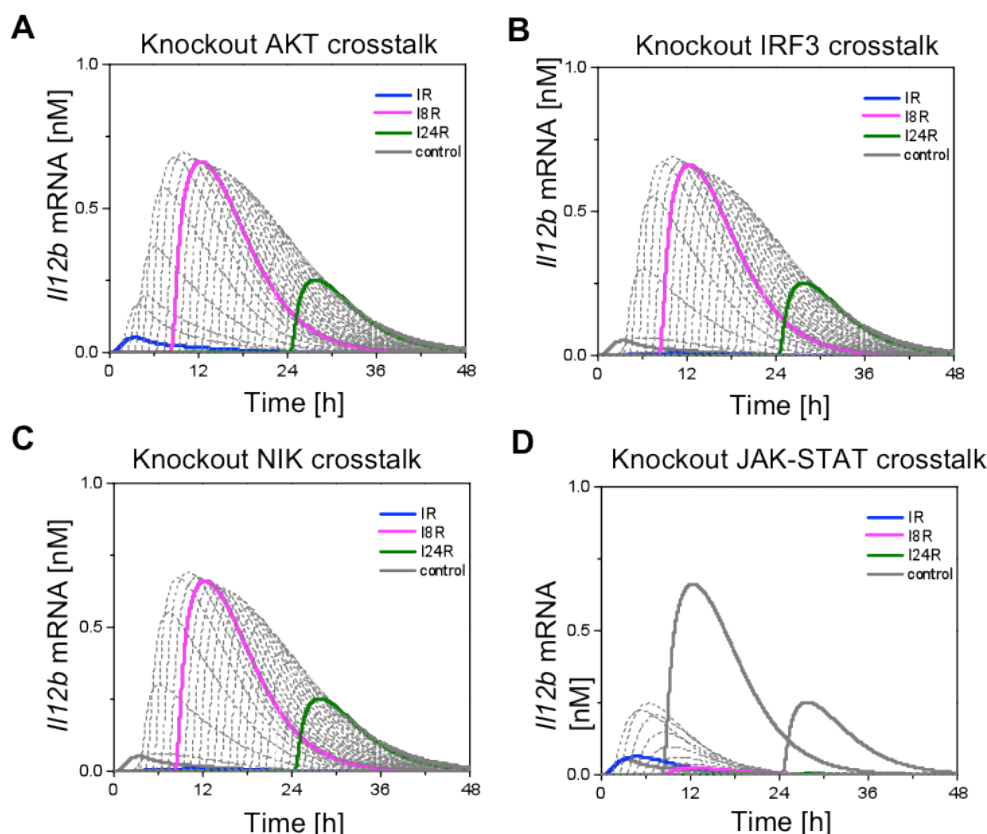 A
Knockout AKT crosstalk
Il12b mRNA [nM]
1.0
0.5
0.0
IR
I8R
I24R
control
0
12
24
36
48
Time [h]
B
Knockout IRF3 crosstalk
Il12b mRNA [nM]
1.0
0.5
0.0
IR
I8R
I24R
control
0
12
24
36
48
Time [h]
C
Knockout NIK crosstalk
Il12b mRNA [nM]
1.0
0.5
0.0
IR
I8R
I24R
control
0
12
24
36
48
Time [h]
D
Knockout JAK-STAT crosstalk
Il12b mRNA
[nM]
1.0
0.5
0.0
IR
I8R
I24R
control
0
12
24
36
48
Time [h]